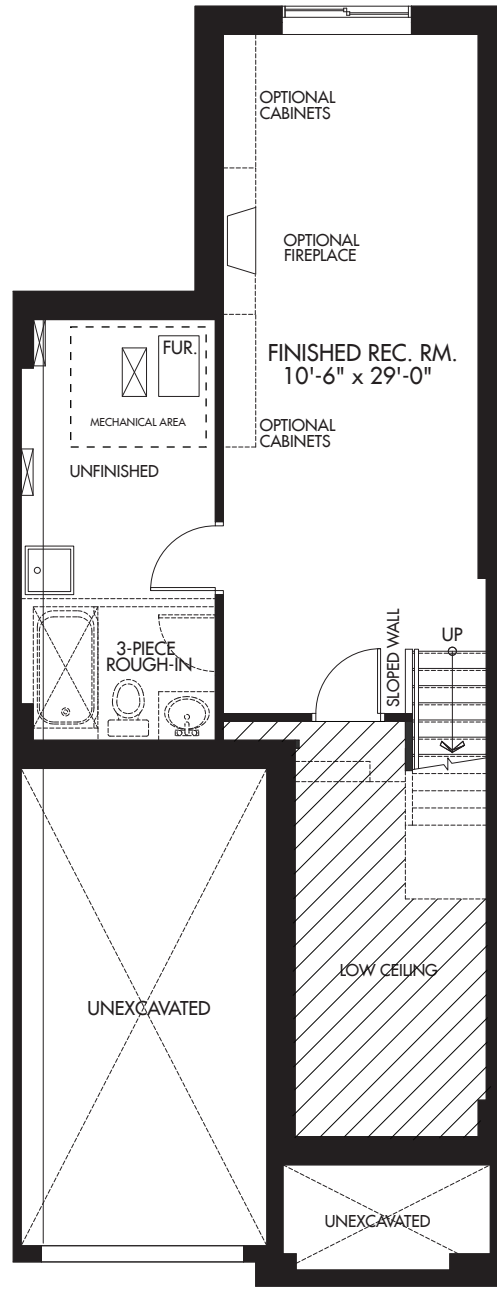 OPTIONAL
CABINETS
OPTIONAL
FIREPLACE
FUR.
FINISHED REC. RM.
10'-6" x 29'-0"
MECHANICAL AREA
OPTIONAL
CABINETS
UNFINISHED
3-PIECE
ROUGH-IN
SLOPED WALL
UP
LOW CEILING
UNEXCAVATED
UNEXCAVATED